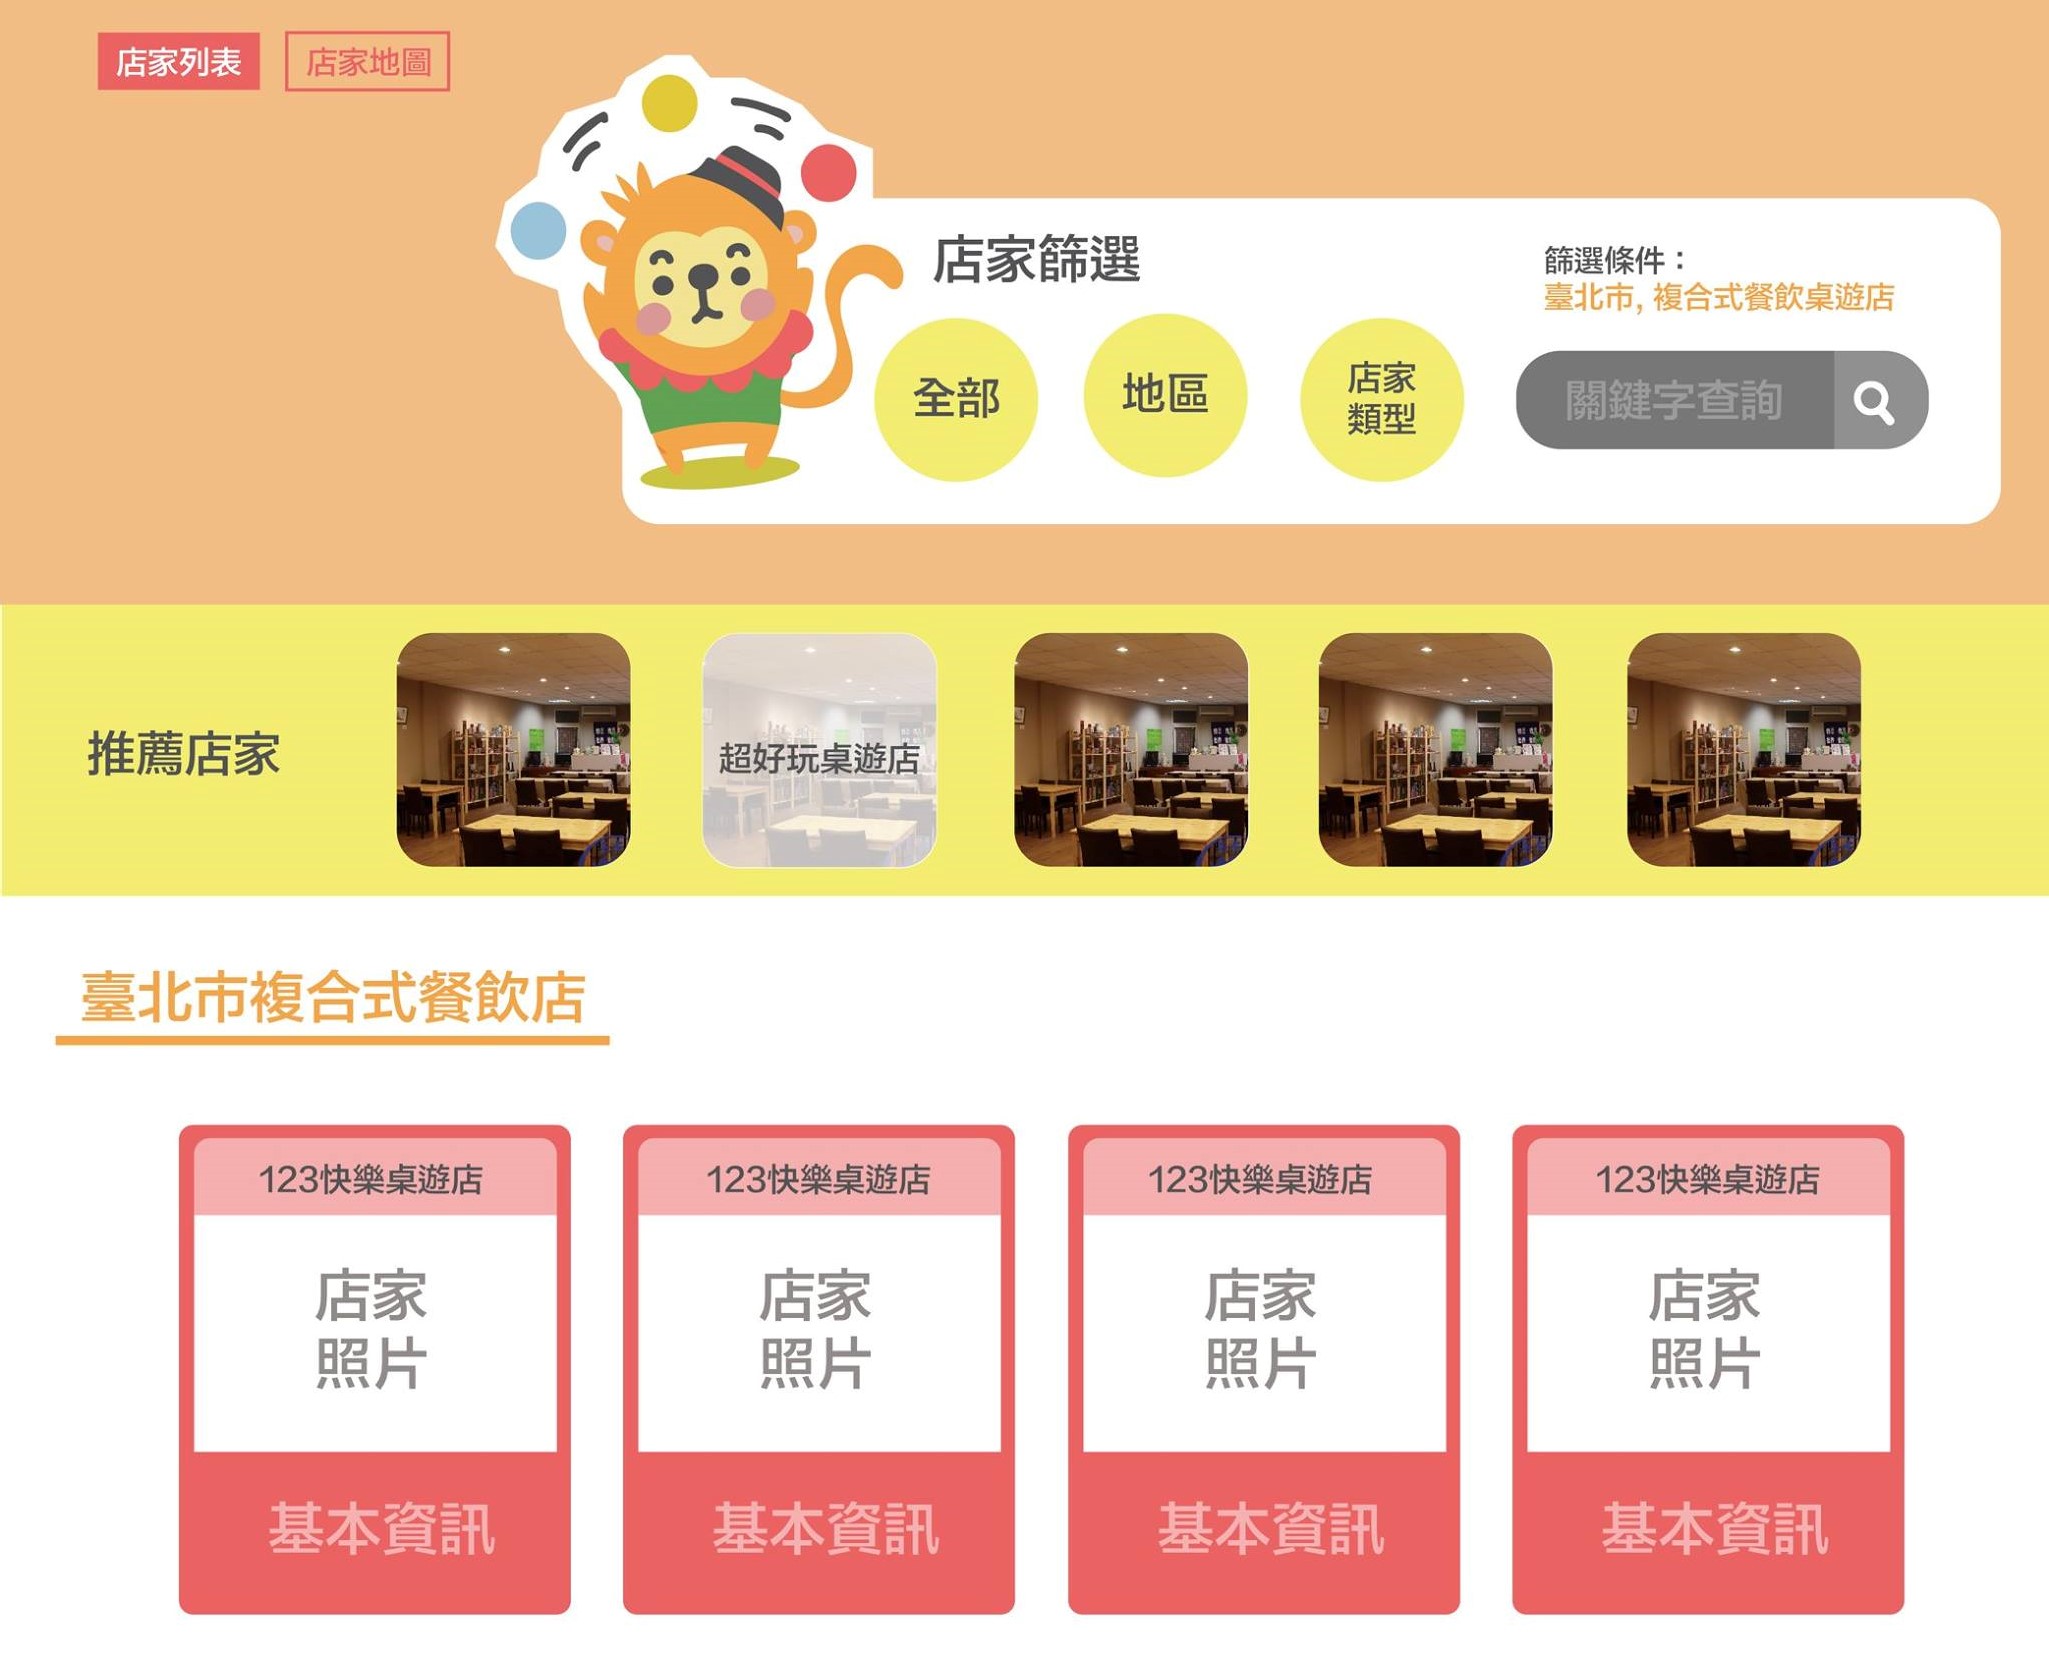 店家列表
店家地圖
店家篩選
篩選條件：
臺北市, 複合式餐飲桌遊店
全部
地區
店家
類型
關鍵字查詢
推薦店家
超好玩桌遊店
臺北市複合式餐飲店
123快樂桌遊店
店家
照片
基本資訊
123快樂桌遊店
店家
照片
基本資訊
123快樂桌遊店
店家
照片
基本資訊
123快樂桌遊店
店家
照片
基本資訊